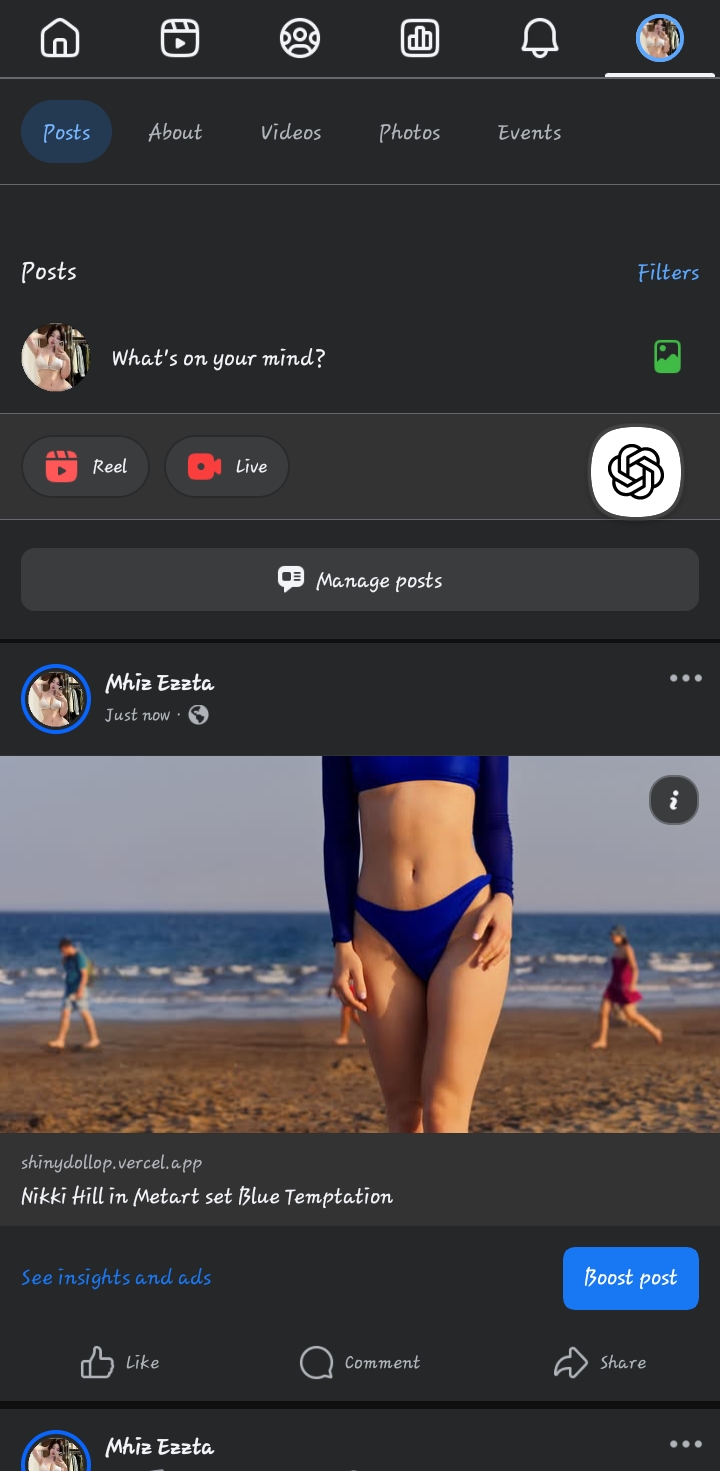 Posts About Videos Photos Events
Posts Filters
What's on your mind?
Reel Live
Manage posts
Mhiz Ezzta
Just now ·
i
shinydollop.vercel.app
Nikki Hill in Metart set Blue Temptation
See insights and ads Boost post
Like Comment Share
Mhiz Ezzta